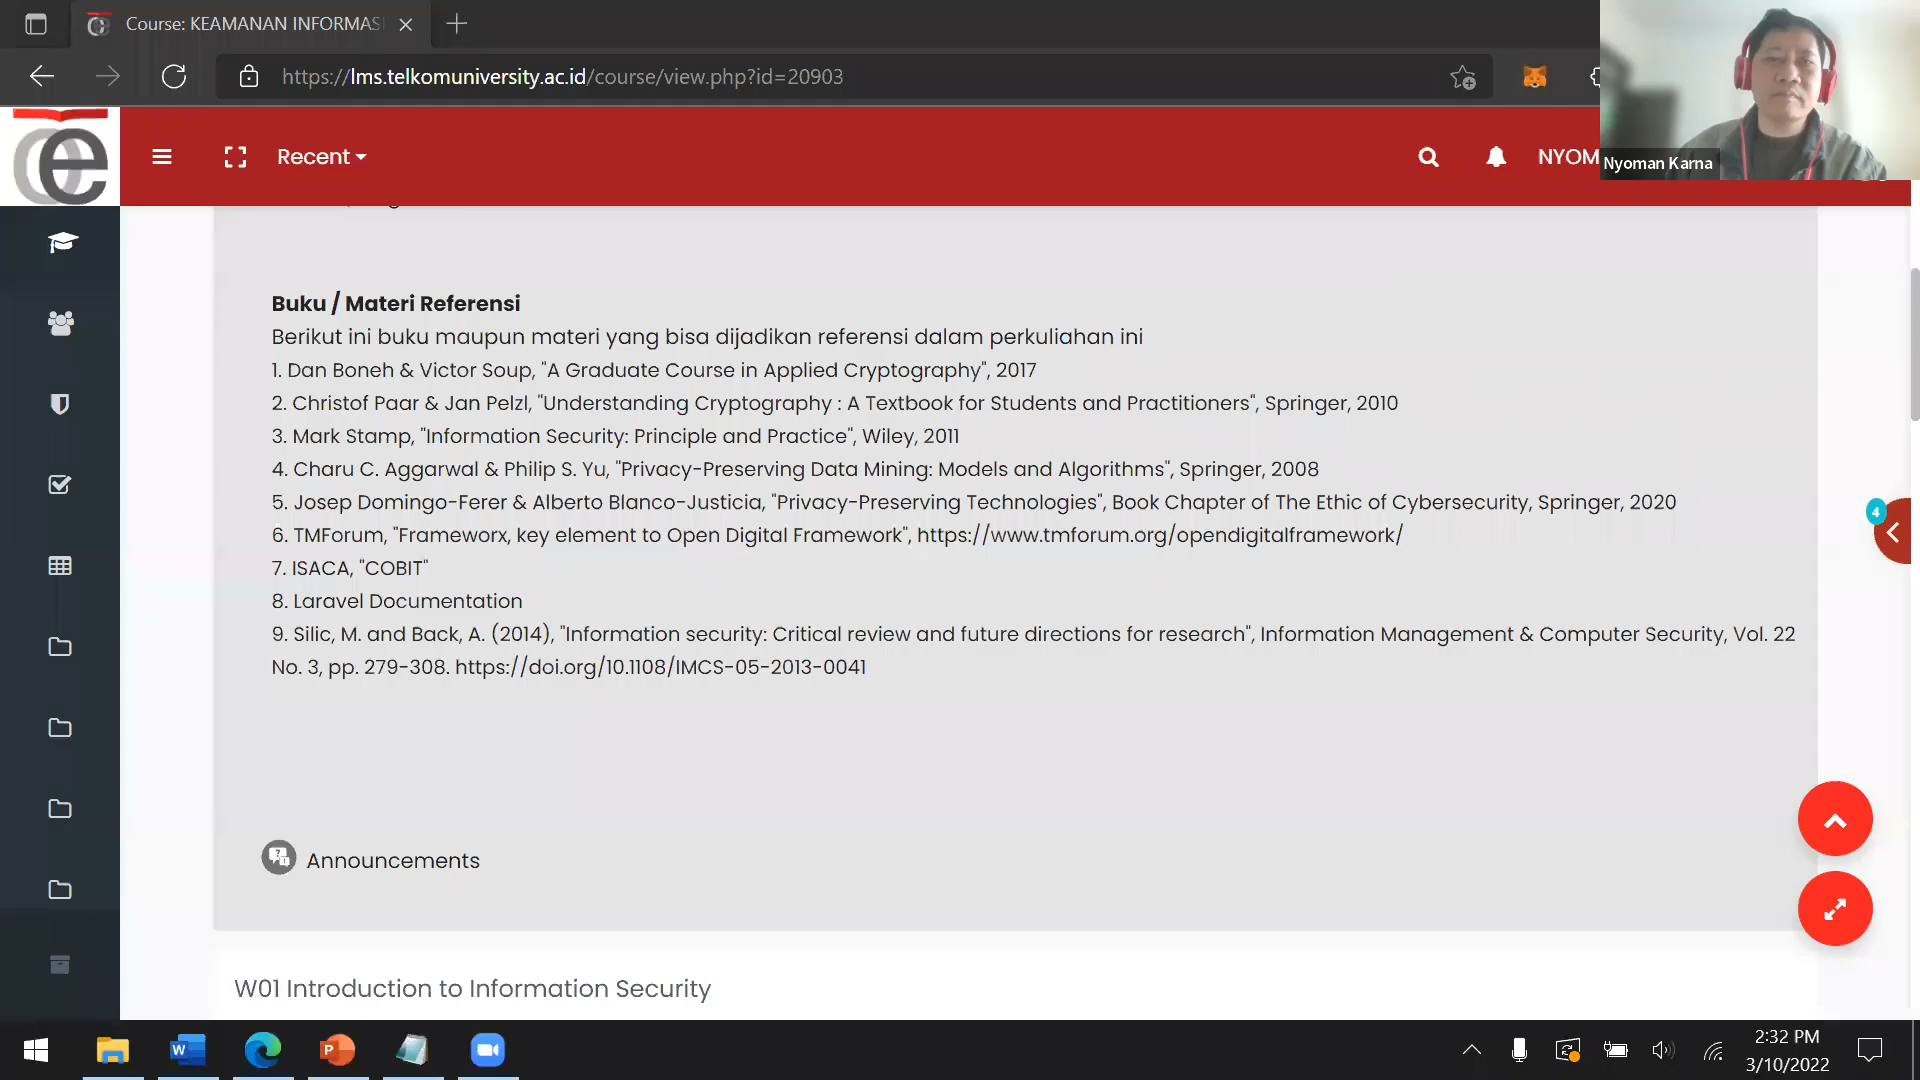 Course: KEAMANAN INFORMAS
https://lms.telkomuniversity.ac.id/course/view.php?id=20903
Recent
NYOM
Nyoman Karna
Buku / Materi Referensi
Berikut ini buku maupun materi yang bisa dijadikan referensi dalam perkuliahan ini
1. Dan Boneh & Victor Soup, "A Graduate Course in Applied Cryptography", 2017
2. Christof Paar & Jan Pelzl, "Understanding Cryptography : A Textbook for Students and Practitioners", Springer, 2010
3. Mark Stamp, "Information Security: Principle and Practice", Wiley, 2011
4. Charu C. Aggarwal & Philip S. Yu, "Privacy-Preserving Data Mining: Models and Algorithms", Springer, 2008
5. Josep Domingo-Ferer & Alberto Blanco-Justicia, "Privacy-Preserving Technologies", Book Chapter of The Ethic of Cybersecurity, Springer, 2020
6. TMForum, "Frameworx, key element to Open Digital Framework", https://www.tmforum.org/opendigitalframework/
7. ISACA, "COBIT"
8. Laravel Documentation
9. Silic, M. and Back, A. (2014), "Information security: Critical review and future directions for research", Information Management & Computer Security, Vol. 22
No. 3, pp. 279-308. https://doi.org/10.1108/IMCS-05-2013-0041
4
Announcements
W01 Introduction to Information Security
2:32 PM
3/10/2022